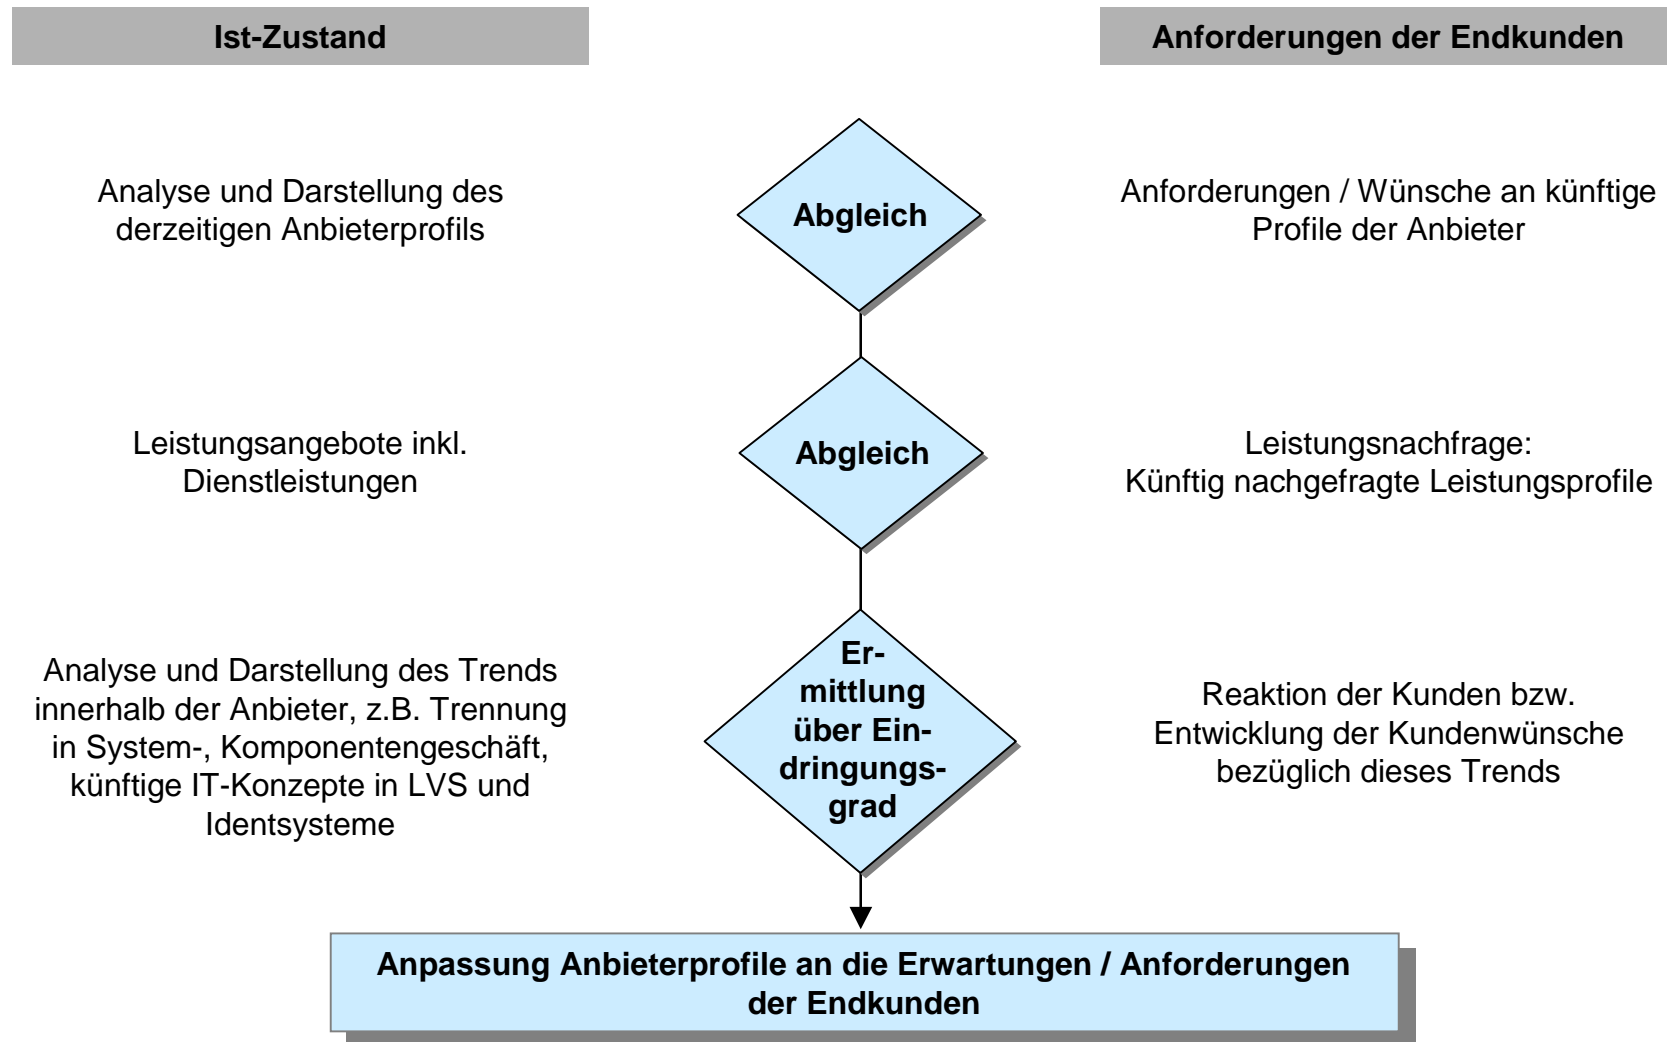 Ist-Zustand
Anforderungen der Endkunden
Analyse und Darstellung des
derzeitigen Anbieterprofils
Abgleich
Anforderungen / Wünsche an künftige
Profile der Anbieter
Leistungsangebote inkl.
Dienstleistungen
Abgleich
Leistungsnachfrage:
Künftig nachgefragte Leistungsprofile
Analyse und Darstellung des Trends
innerhalb der Anbieter, z.B. Trennung
in System-, Komponentengeschäft,
künftige IT-Konzepte in LVS und
Identsysteme
Er-
mittlung
über Ein-
dringungs-
grad
Reaktion der Kunden bzw.
Entwicklung der Kundenwünsche
bezüglich dieses Trends
Anpassung Anbieterprofile an die Erwartungen / Anforderungen
der Endkunden